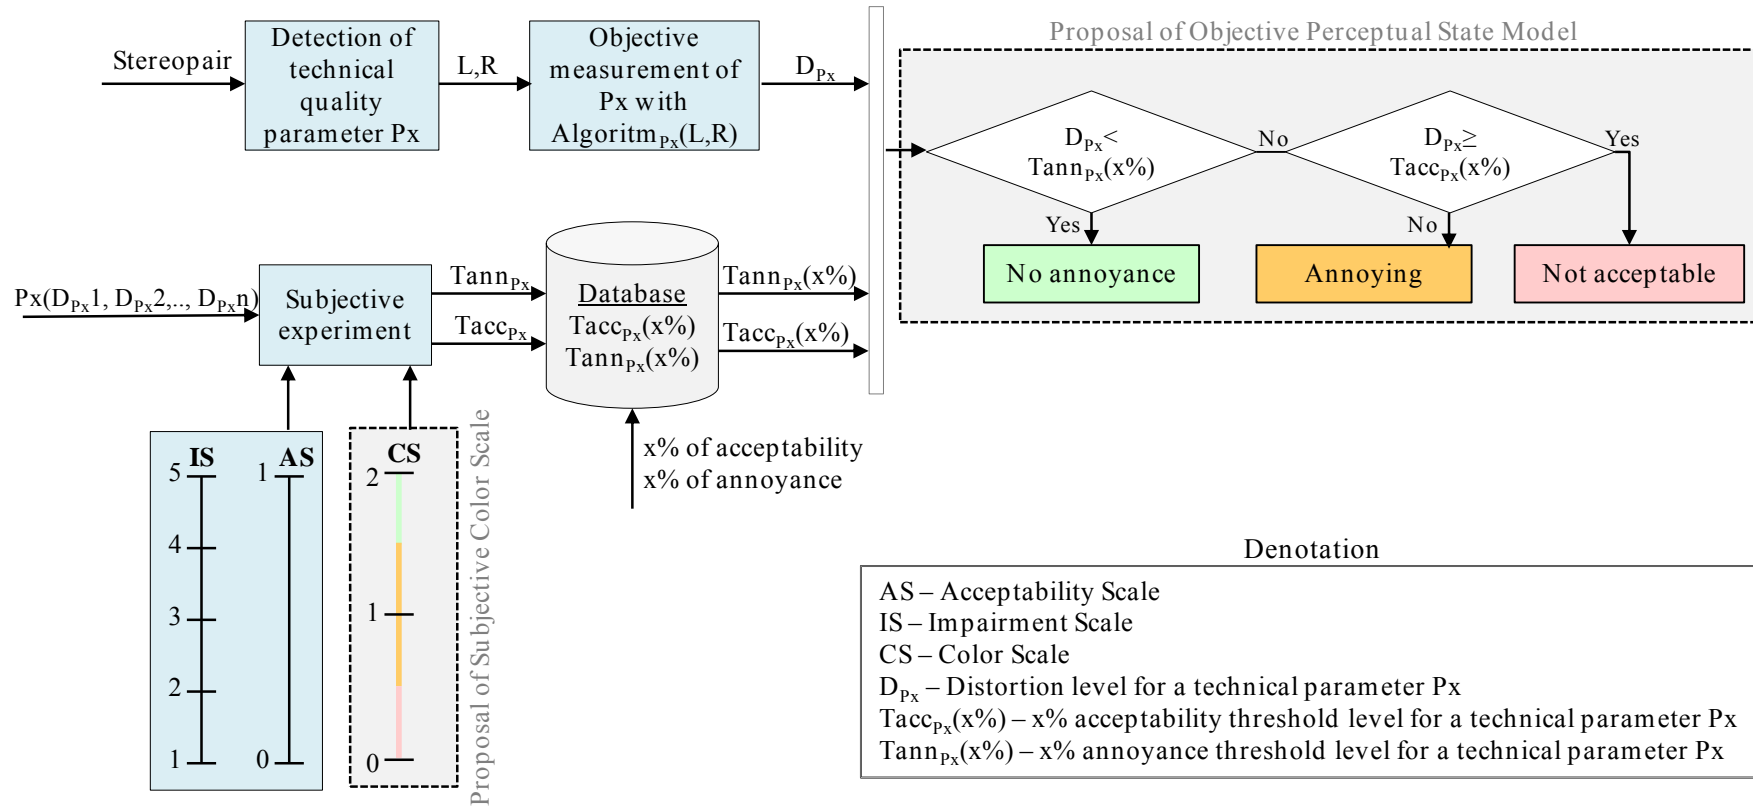 Proposal of Objective Perceptual State Model
Stereopair
Detection of
technical
quality
parameter Px
L,R
Objective
measurement of
Px with
Algoritm_Px(L,R)
D_Px
D_Px<
Tann_Px(x%)
No
D_Px≥
Tacc_Px(x%)
Yes
Yes
No
No annoyance
Annoying
Not acceptable
Px(D_Px1, D_Px2,.., D_Pxn)
Subjective
experiment
Tann_Px
Tacc_Px
Database
Tacc_Px(x%)
Tann_Px(x%)
Tann_Px(x%)
Tacc_Px(x%)
x% of acceptability
x% of annoyance
IS
5
4
3
2
1
AS
1
0
CS
2
1
0
Proposal of Subjective Color Scale
Denotation
AS – Acceptability Scale
IS – Impairment Scale
CS – Color Scale
D_Px – Distortion level for a technical parameter Px
Tacc_Px(x%) – x% acceptability threshold level for a technical parameter Px
Tann_Px(x%) – x% annoyance threshold level for a technical parameter Px